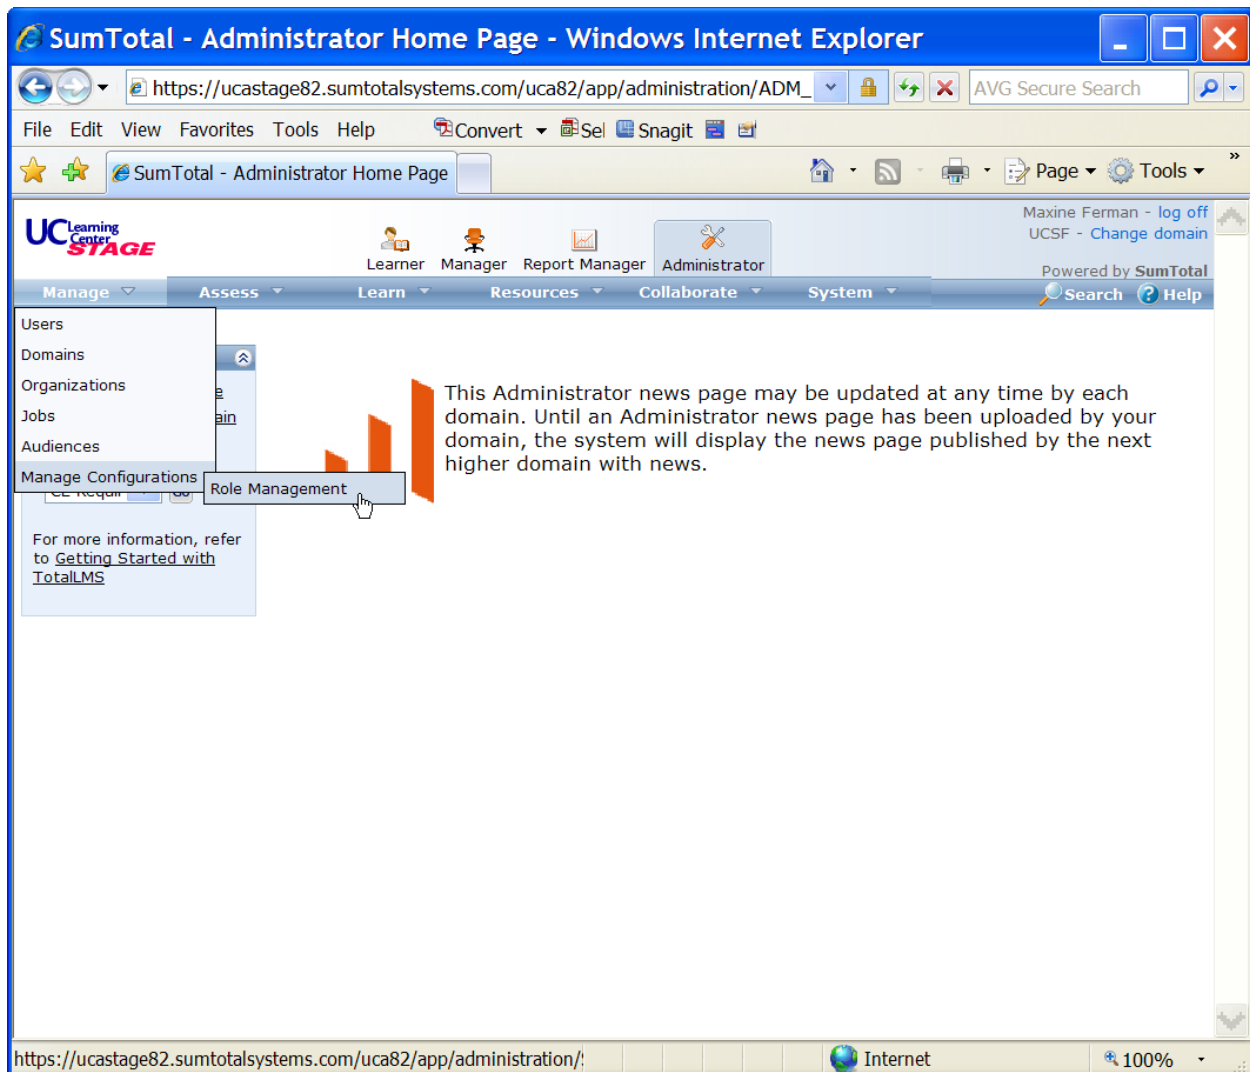 SumTotal - Administrator Home Page - Windows Internet Explorer
https://ucastage82.sumtotalsystems.com/uca82/app/administration/ADM_
AVG Secure Search
File Edit View Favorites Tools Help Convert Sel Snagit
SumTotal - Administrator Home Page
Page Tools »
UC Learning Center STAGE
Learner Manager Report Manager Administrator
Maxine Ferman - log off
UCSF - Change domain
Powered by SumTotal
Manage Assess Learn Resources Collaborate System Search Help
Users
Domains
Organizations
Jobs
Audiences
Manage Configurations
Role Management
e
ain
Go
For more information, refer
to Getting Started with
TotalLMS
This Administrator news page may be updated at any time by each
domain. Until an Administrator news page has been uploaded by your
domain, the system will display the news page published by the next
higher domain with news.
https://ucastage82.sumtotalsystems.com/uca82/app/administration/
Internet
100%